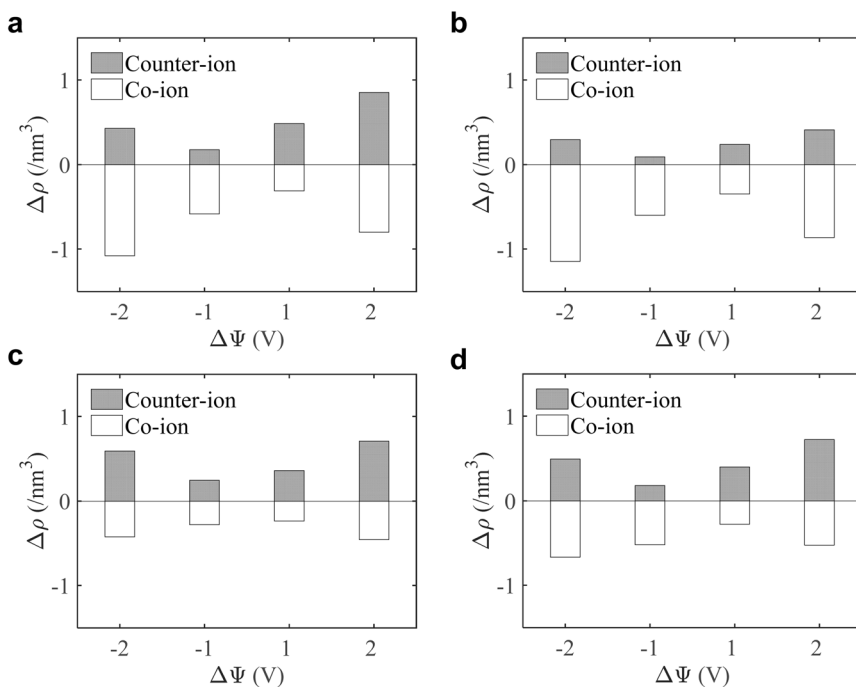 a
Counter-ion
Co-ion
1
0
-1
Δρ (/nm³)
-2 -1 1 2
ΔΨ (V)
b
Counter-ion
Co-ion
1
0
-1
Δρ (/nm³)
-2 -1 1 2
ΔΨ (V)
c
Counter-ion
Co-ion
1
0
-1
Δρ (/nm³)
-2 -1 1 2
ΔΨ (V)
d
Counter-ion
Co-ion
1
0
-1
Δρ (/nm³)
-2 -1 1 2
ΔΨ (V)